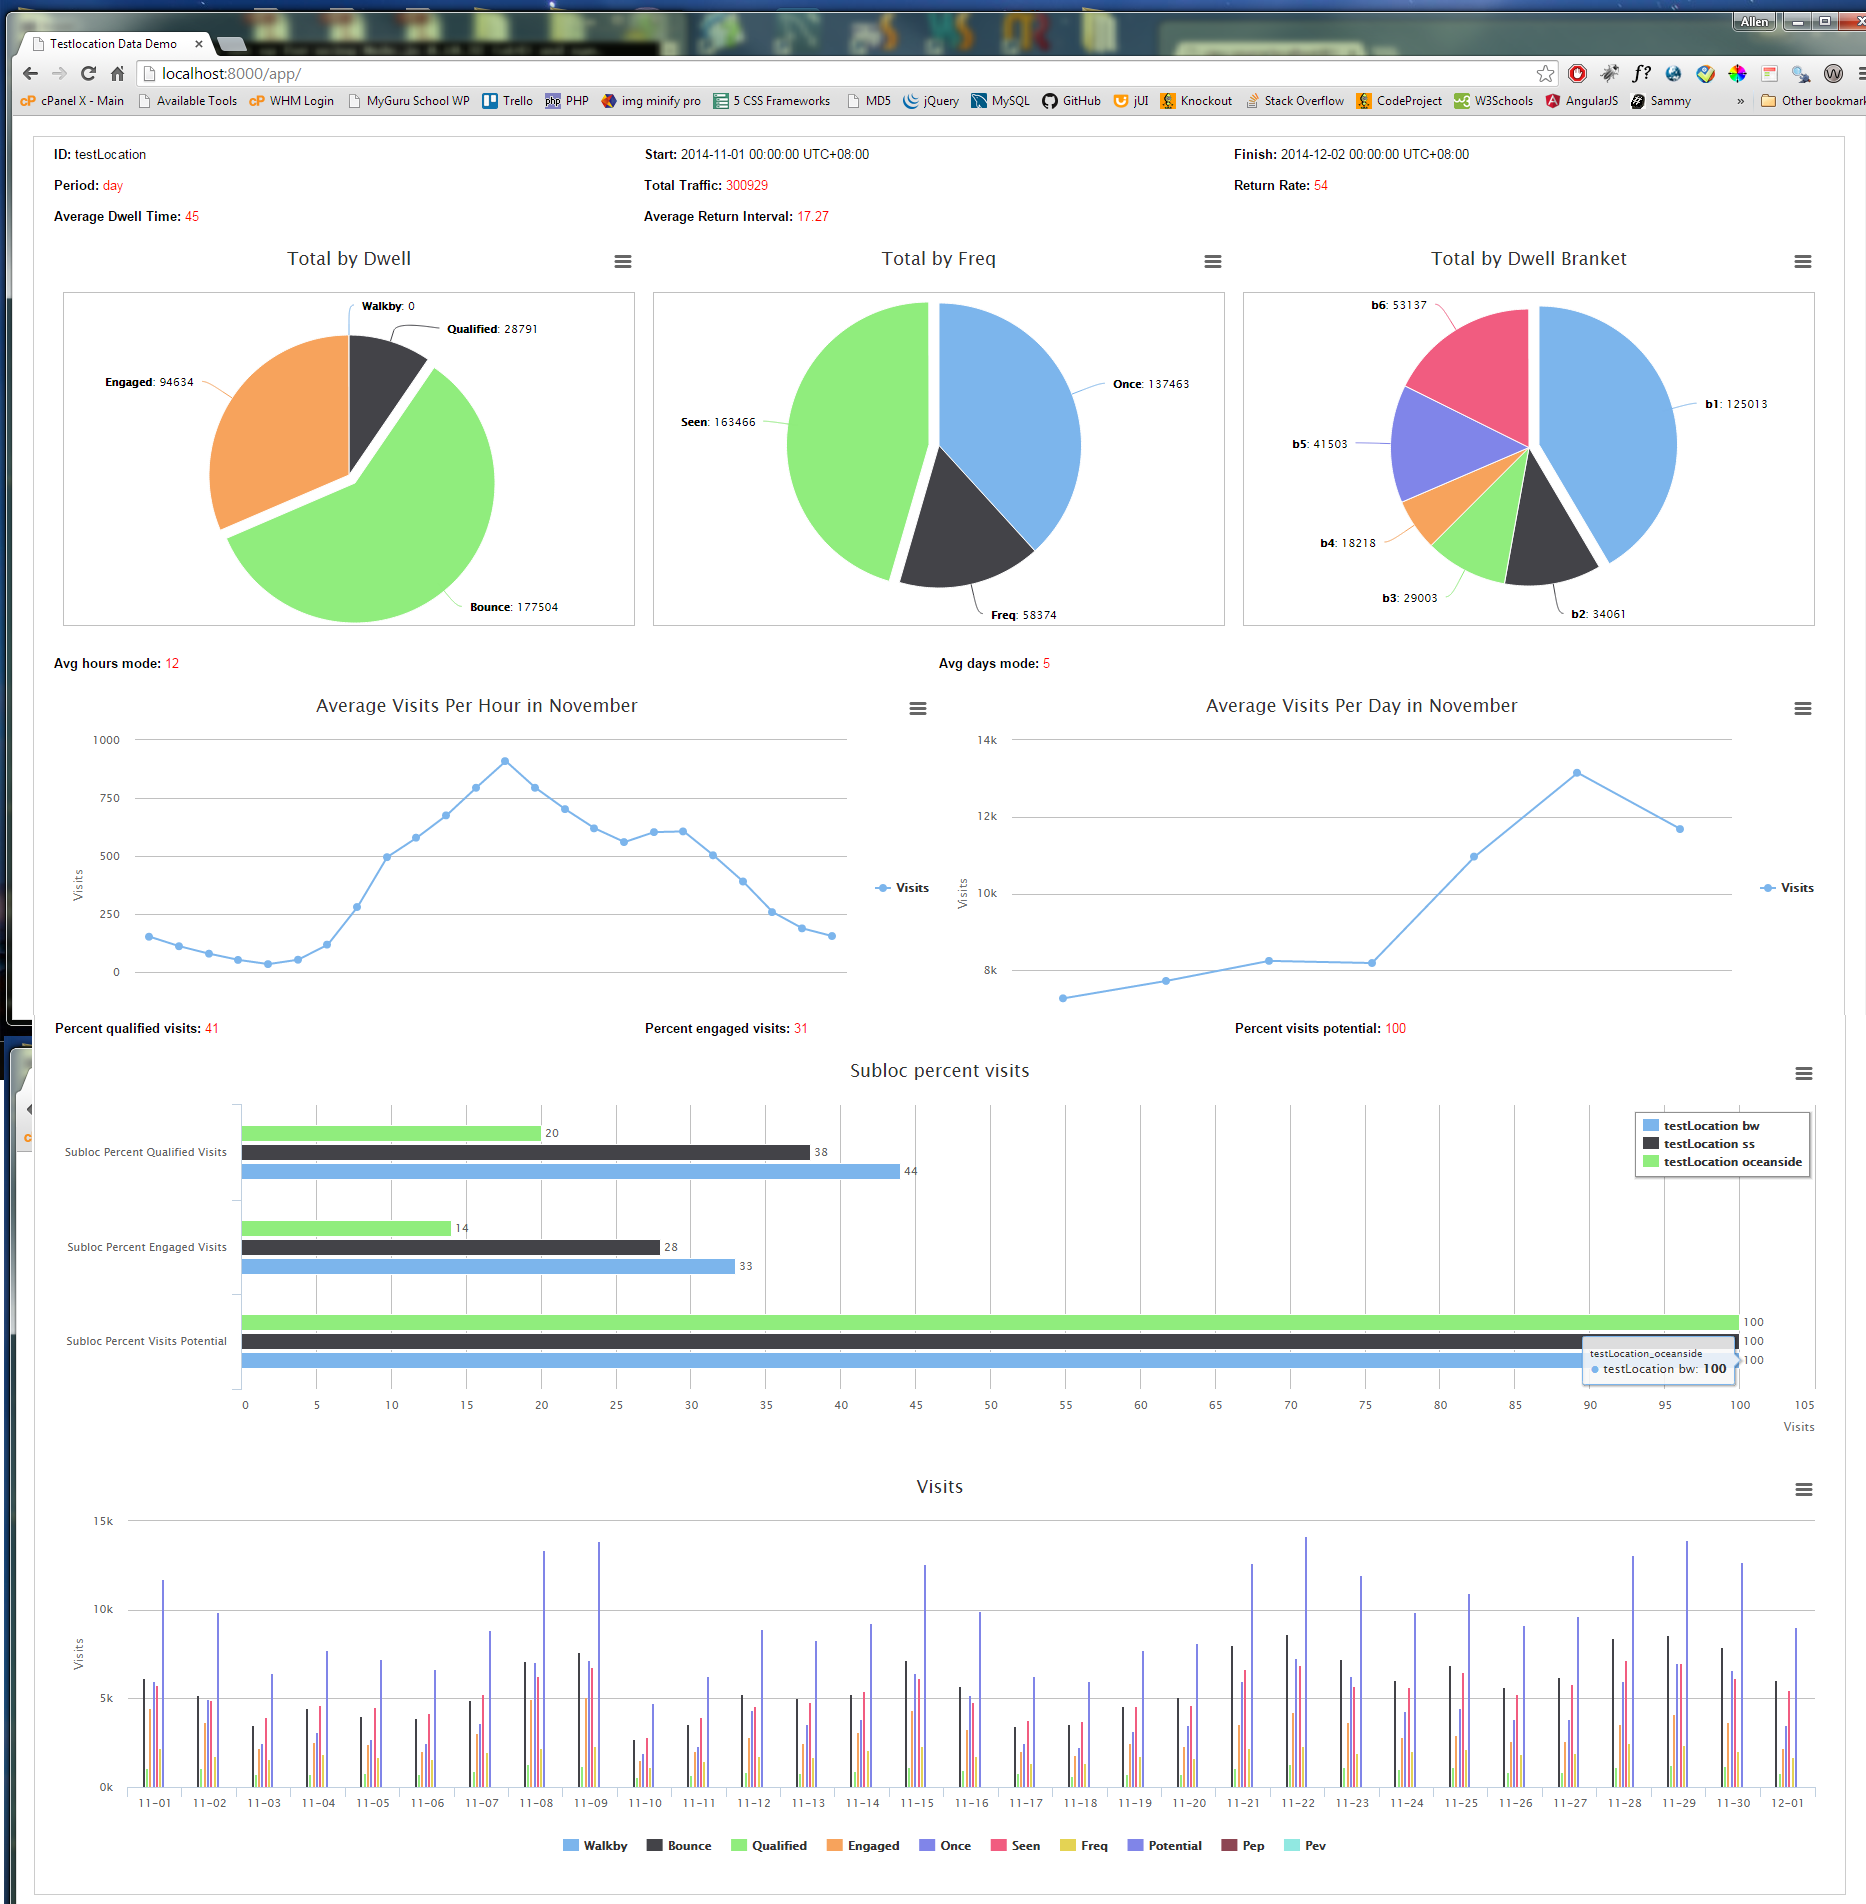 Allen
Testlocation Data Demo
localhost:8000/app/
cPanel X - Main Available Tools WHM Login MyGuru School WP Trello PHP img minify pro 5 CSS Frameworks MD5 jQuery MySQL GitHub jUI Knockout Stack Overflow CodeProject W3Schools AngularJS Sammy » Other bookmark
ID: testLocation Start: 2014-11-01 00:00:00 UTC+08:00 Finish: 2014-12-02 00:00:00 UTC+08:00
Period: day Total Traffic: 300929 Return Rate: 54
Average Dwell Time: 45 Average Return Interval: 17.27
Total by Dwell
Walkby: 0
Qualified: 28791
Engaged: 94634
Bounce: 177504
Total by Freq
Once: 137463
Seen: 163466
Freq: 58374
Total by Dwell Branket
b6: 53137
b1: 125013
b5: 41503
b4: 18218
b3: 29003
b2: 34061
Avg hours mode: 12 Avg days mode: 5
Average Visits Per Hour in November
1000
750
500
250
0
Visits
Visits
Average Visits Per Day in November
14k
12k
10k
8k
Visits
Visits
Percent qualified visits: 41 Percent engaged visits: 31 Percent visits potential: 100
Subloc percent visits
testLocation bw
testLocation ss
testLocation oceanside
Subloc Percent Qualified Visits
20
38
44
Subloc Percent Engaged Visits
14
28
33
Subloc Percent Visits Potential
100
100
100
testLocation_oceanside
testLocation bw: 100
0 5 10 15 20 25 30 35 40 45 50 55 60 65 70 75 80 85 90 95 100 105
Visits
Visits
15k
10k
5k
0k
Visits
11-01 11-02 11-03 11-04 11-05 11-06 11-07 11-08 11-09 11-10 11-11 11-12 11-13 11-14 11-15 11-16 11-17 11-18 11-19 11-20 11-21 11-22 11-23 11-24 11-25 11-26 11-27 11-28 11-29 11-30 12-01
Walkby Bounce Qualified Engaged Once Seen Freq Potential Pep Pev